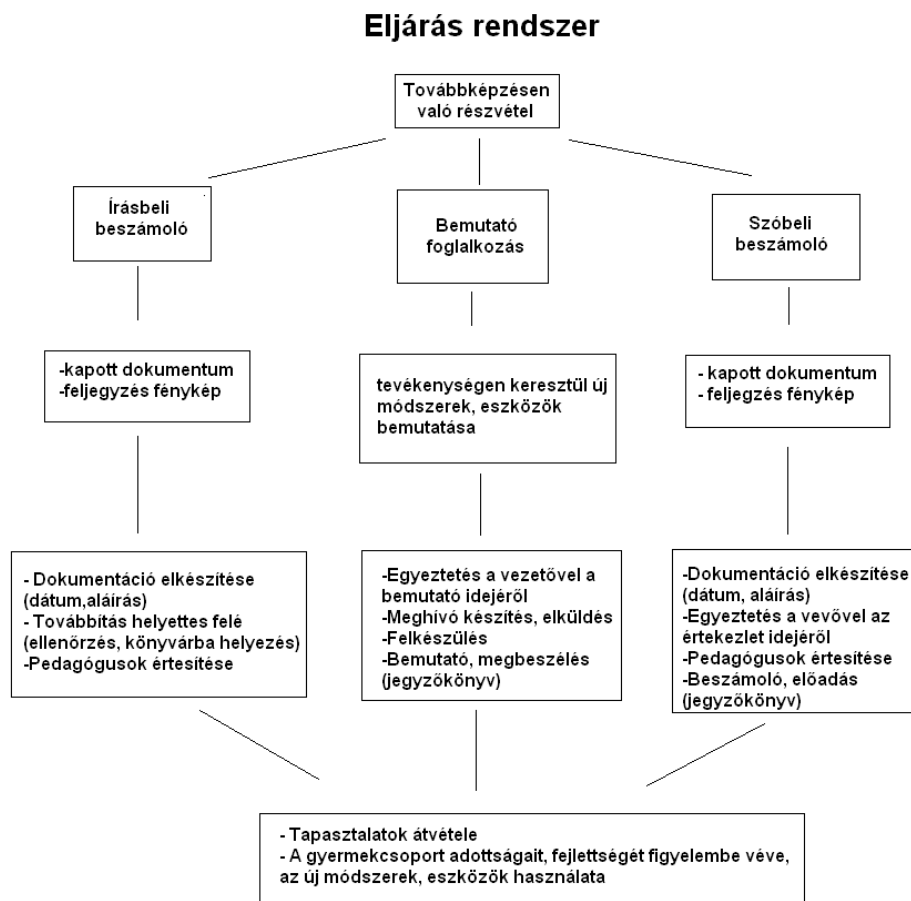 Eljárás rendszer
Továbbképzésen
való részvétel
Írásbeli
beszámoló
Bemutató
foglalkozás
Szóbeli
beszámoló
-kapott dokumentum
-feljegyzés fénykép
tevékenységen keresztül új
módszerek, eszközök
bemutatása
- kapott dokumentum
- feljegzés fénykép
- Dokumentáció elkészítése
(dátum,aláírás)
- Továbbítás helyettes felé
(ellenőrzés, könyvárba helyezés)
-Pedagógusok értesítése
-Egyeztetés a vezetővel a
bemutató idejéről
-Meghívó készítés, elküldés
-Felkészülés
-Bemutató, megbeszélés
(jegyzőkönyv)
-Dokumentáció elkészítése
(dátum, aláírás)
-Egyeztetés a vevővel az
értekezlet idejéről
-Pedagógusok értesítése
-Beszámoló, előadás
(jegyzőkönyv)
- Tapasztalatok átvétele
- A gyermekcsoport adottságait, fejlettségét figyelembe véve,
az új módszerek, eszközök használata